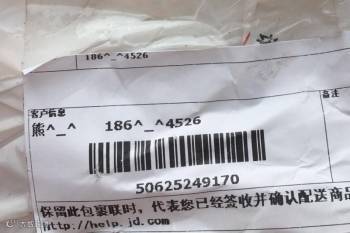 186^_^4526
客户信息
备注
熊^_^ 186^_^4526
50625249170
保留此包裹联时，代表您已经签收并确认配送商品
http://help.jd.com